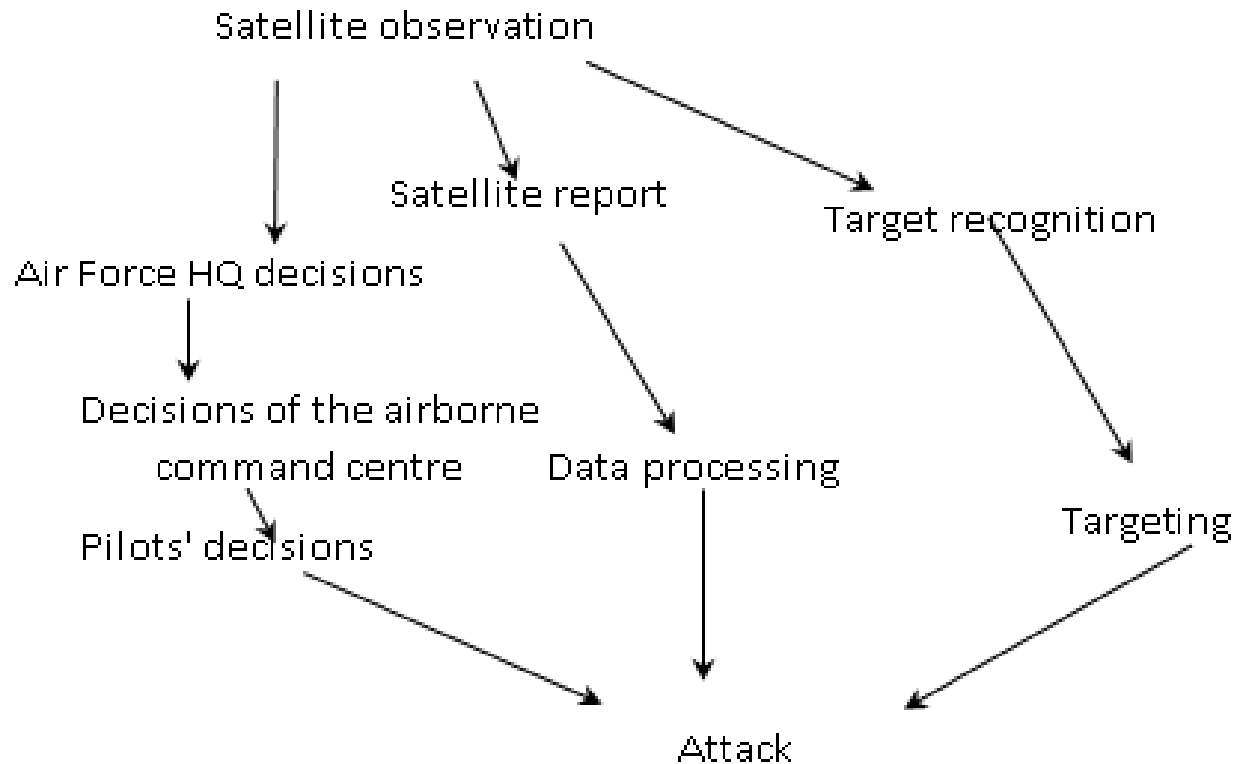 Satellite observation
Satellite report
Target recognition
Air Force HQ decisions
Decisions of the airborne
command centre
Data processing
Targeting
Pilots' decisions
Attack